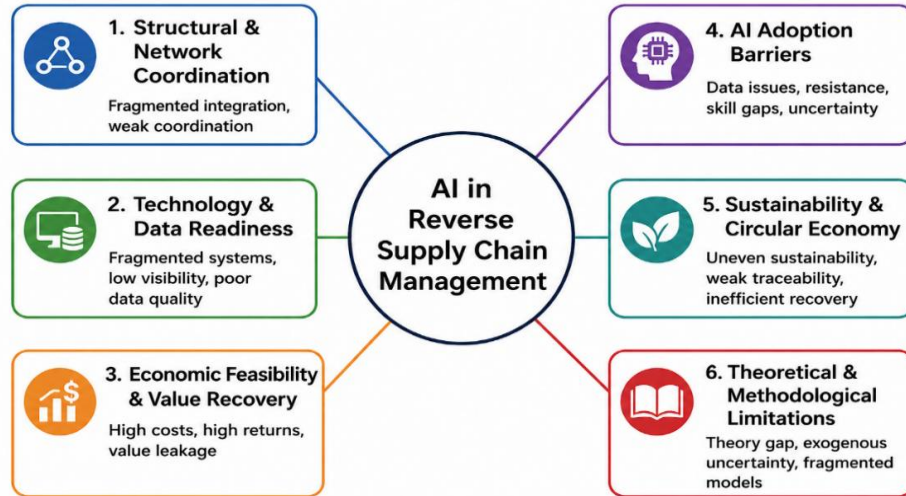 1. Structural &
Network
Coordination
Fragmented integration,
weak coordination
2. Technology &
Data Readiness
Fragmented systems,
low visibility, poor
data quality
3. Economic Feasibility
& Value Recovery
High costs, high returns,
value leakage
AI in
Reverse
Supply Chain
Management
4. AI Adoption
Barriers
Data issues, resistance,
skill gaps, uncertainty
5. Sustainability &
Circular Economy
Uneven sustainability,
weak traceability,
inefficient recovery
6. Theoretical &
Methodological
Limitations
Theory gap, exogenous
uncertainty, fragmented
models